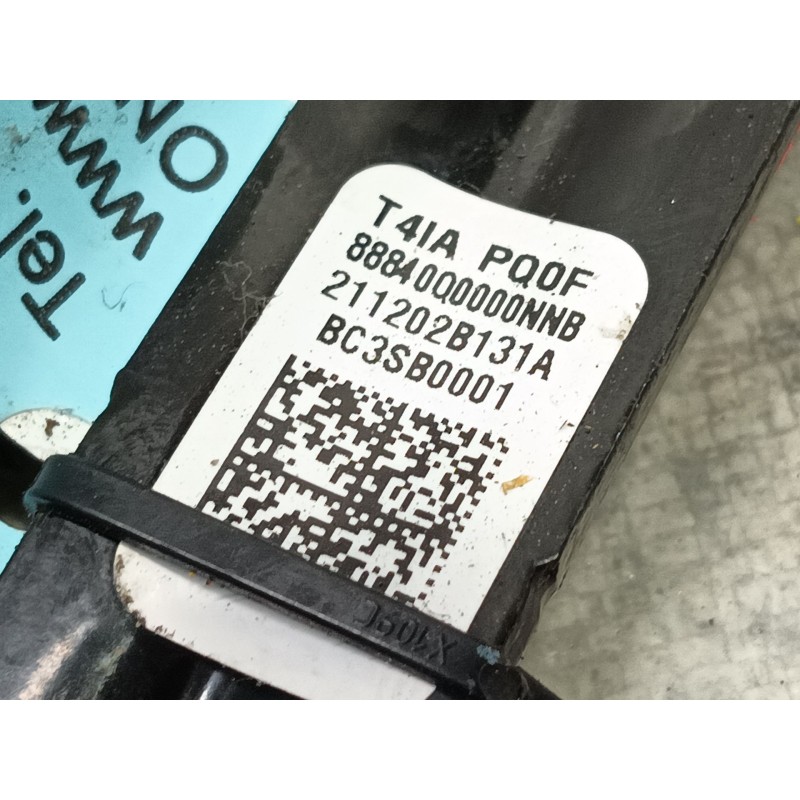 Tel.
www
T4IA PQ0F
88840Q0000NNB
211202B131A
BC3SB0001